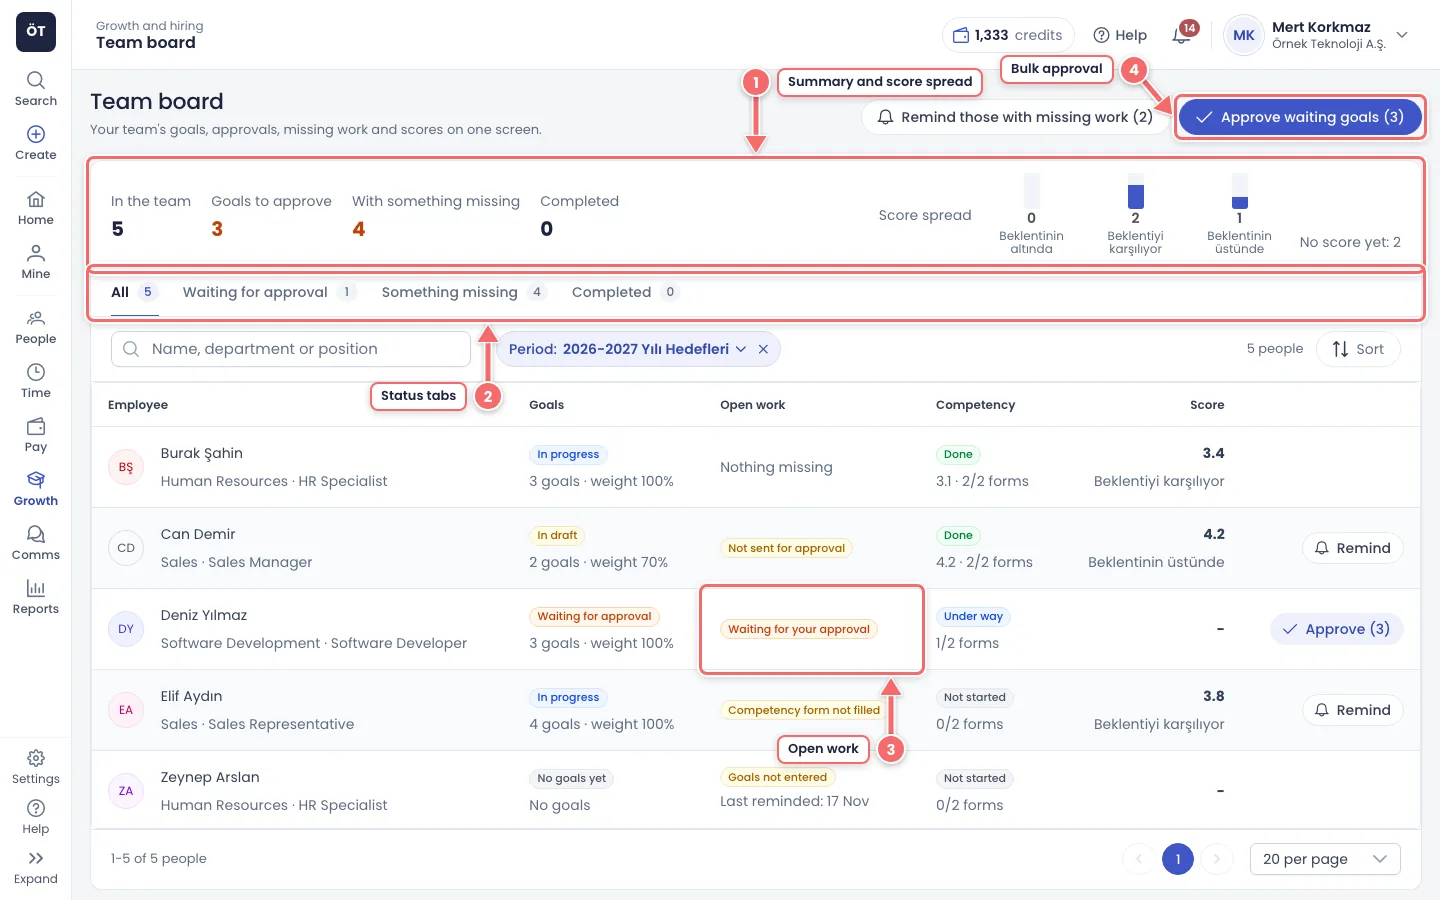 ÖT
Search
Create
Home
Mine
People
Time
Pay
Growth
Comms
Reports
Settings
Help
Expand
Growth and hiring
Team board
1,333 credits
Help
14
MK
Mert Korkmaz
Örnek Teknoloji A.Ş.
Team board
Your team's goals, approvals, missing work and scores on one screen.
1
Summary and score spread
Bulk approval
4
Remind those with missing work (2)
Approve waiting goals (3)
In the team
5
Goals to approve
3
With something missing
4
Completed
0
Score spread
0
Beklentinin
altında
2
Beklentiyi
karşılıyor
1
Beklentinin
üstünde
No score yet: 2
All 5
Waiting for approval 1
Something missing 4
Completed 0
Name, department or position
Period: 2026-2027 Yılı Hedefleri
5 people
Sort
Status tabs
2
Employee
Goals
Open work
Competency
Score
BŞ
Burak Şahin
Human Resources · HR Specialist
In progress
3 goals · weight 100%
Nothing missing
Done
3.1 · 2/2 forms
3.4
Beklentiyi karşılıyor
CD
Can Demir
Sales · Sales Manager
In draft
2 goals · weight 70%
Not sent for approval
Done
4.2 · 2/2 forms
4.2
Beklentinin üstünde
Remind
DY
Deniz Yılmaz
Software Development · Software Developer
Waiting for approval
3 goals · weight 100%
Waiting for your approval
Under way
1/2 forms
–
Approve (3)
EA
Elif Aydın
Sales · Sales Representative
In progress
4 goals · weight 100%
Competency form not filled
Not started
0/2 forms
3.8
Beklentiyi karşılıyor
Remind
Open work
3
ZA
Zeynep Arslan
Human Resources · HR Specialist
No goals yet
No goals
Goals not entered
Last reminded: 17 Nov
Not started
0/2 forms
–
1-5 of 5 people
1
20 per page